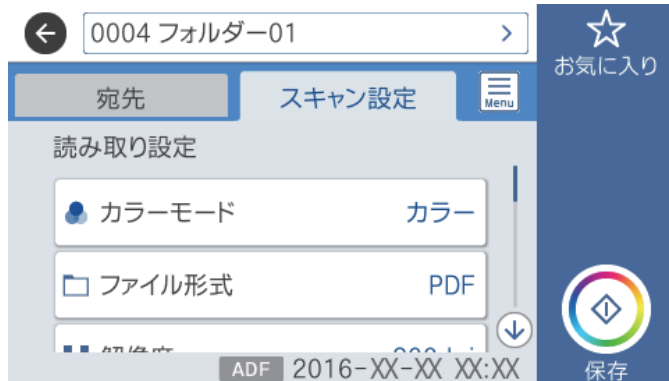 0004 フォルダー01
お気に入り
宛先
スキャン設定
Menu
読み取り設定
カラーモード カラー
ファイル形式 PDF
ADF 2016-XX-XX XX:XX
保存